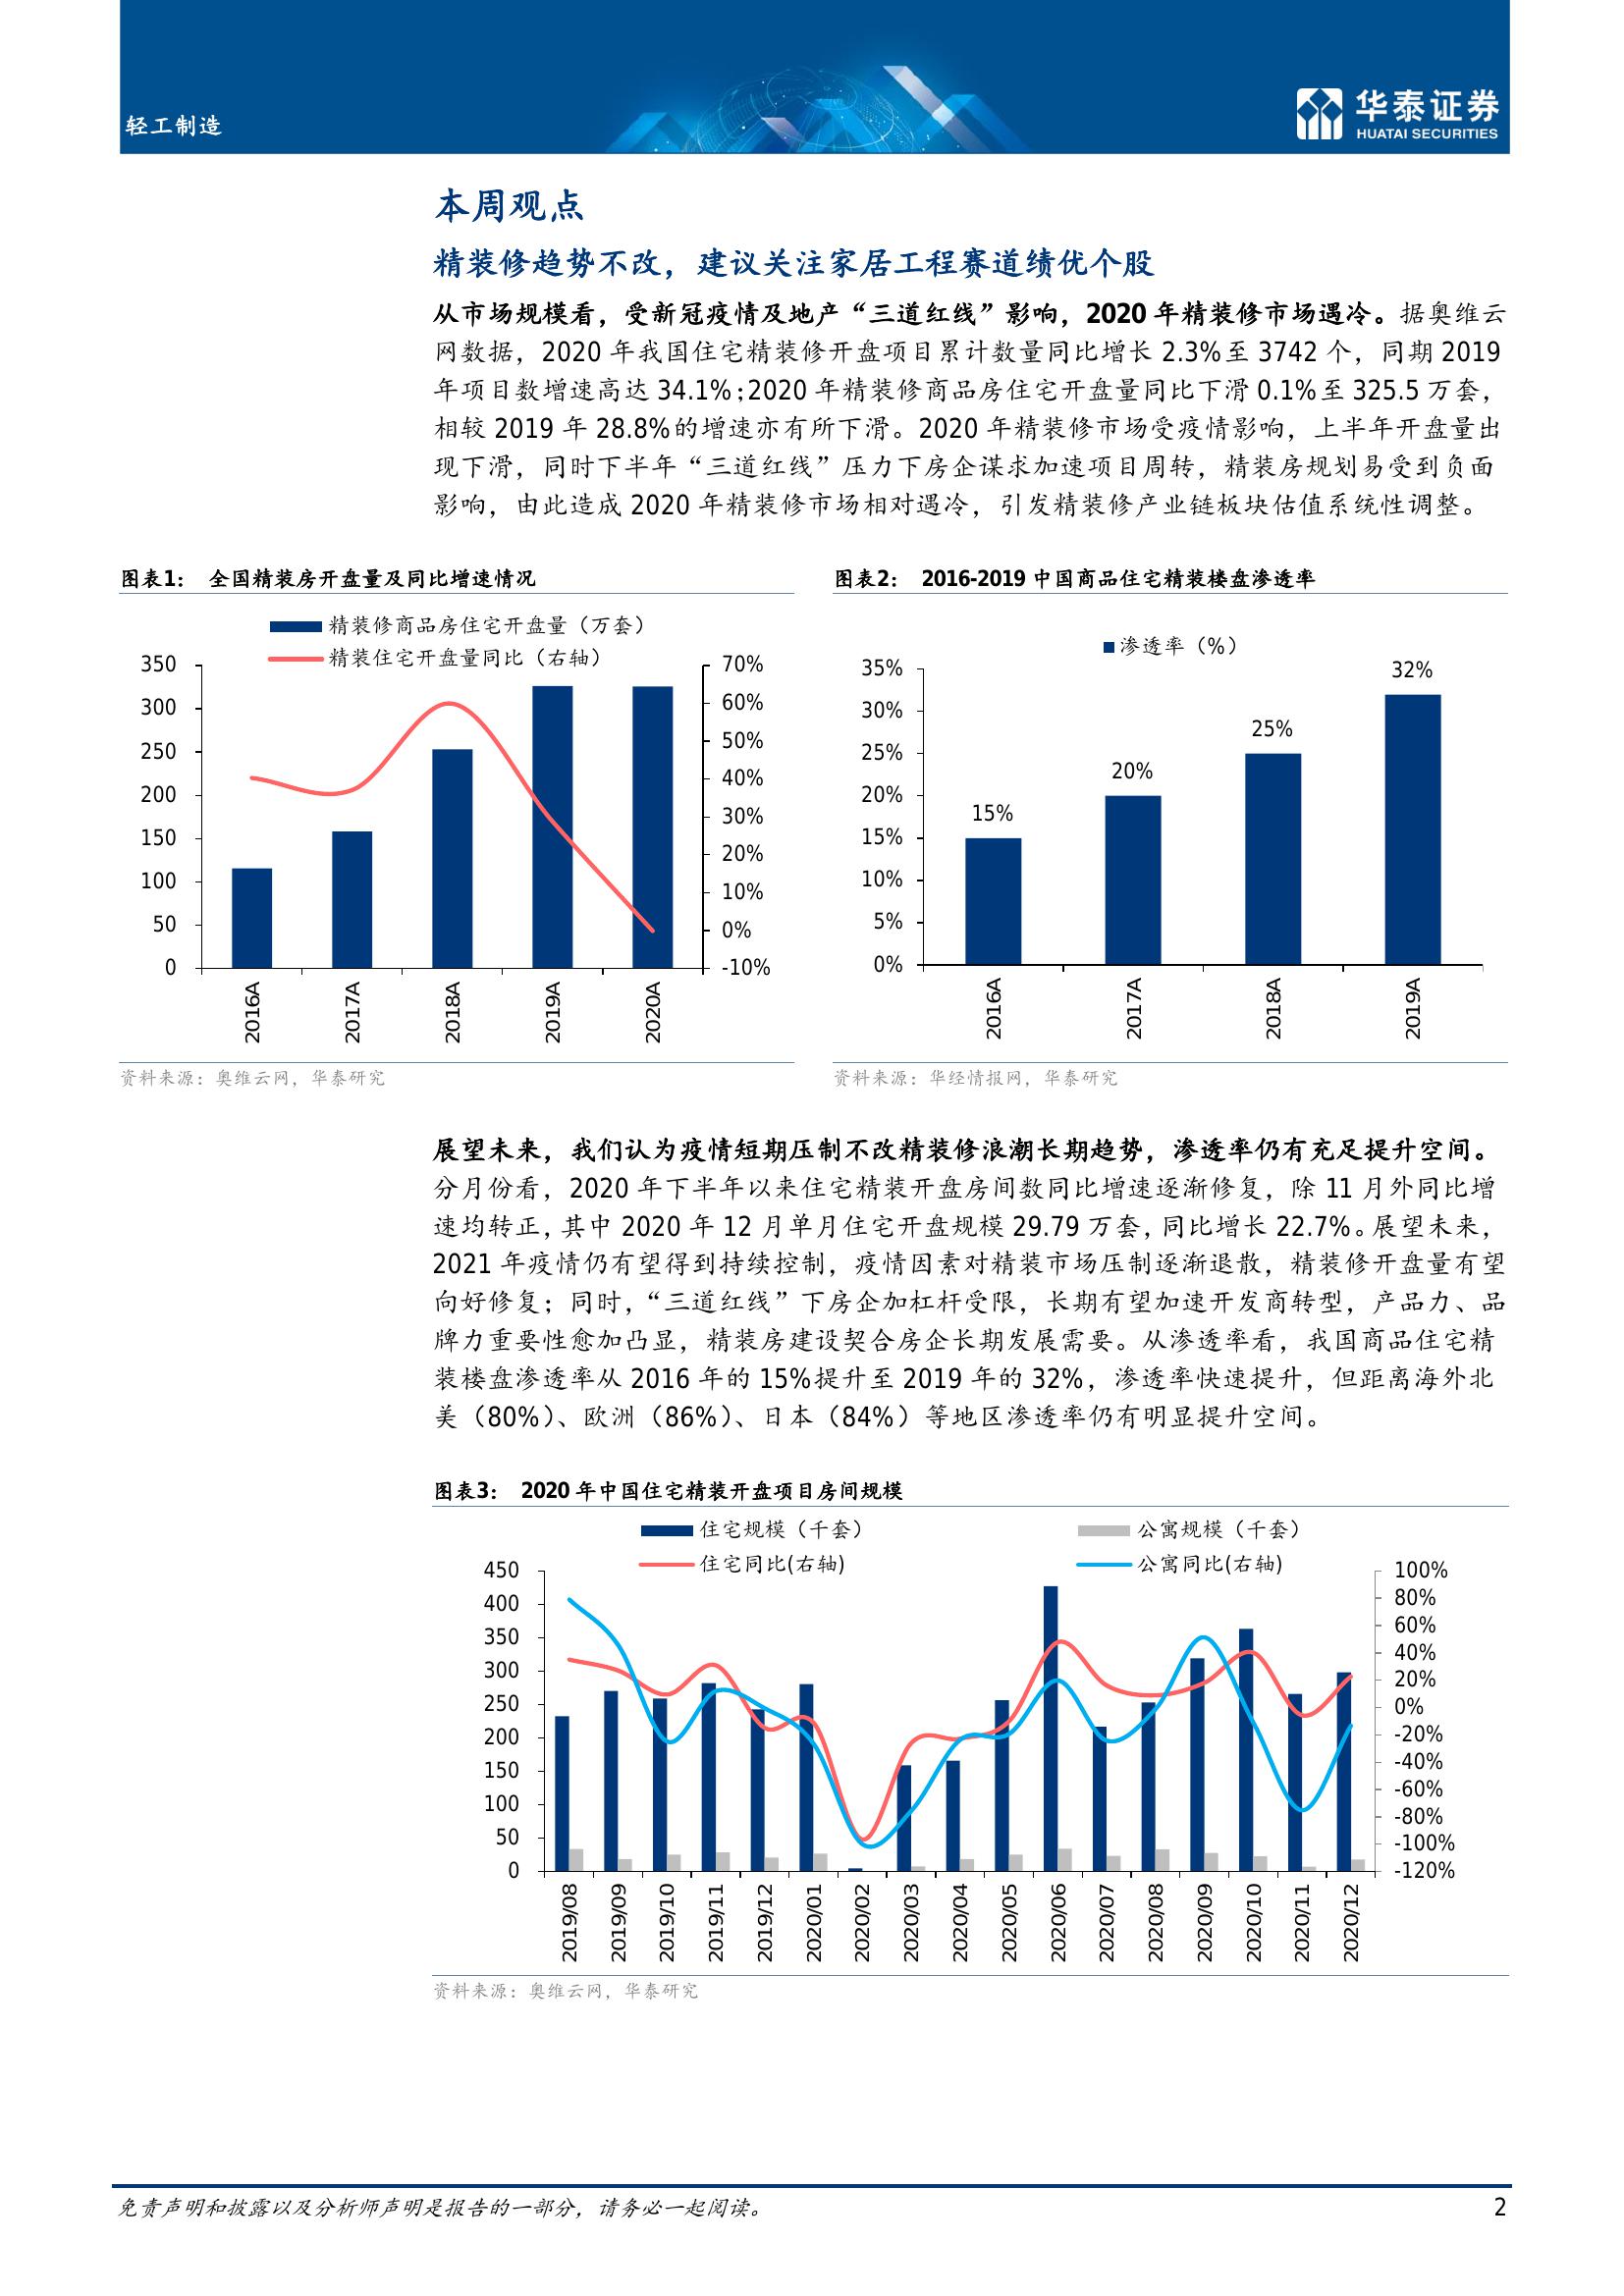 轻工制造
华泰证券
HUATAI SECURITIES
本周观点
精装修趋势不改，建议关注家居工程赛道绩优个股
从市场规模看，受新冠疫情及地产“三道红线”影响，2020 年精装修市场遇冷。据奥维云
网数据，2020 年我国住宅精装修开盘项目累计数量同比增长 2.3%至 3742 个，同期 2019
年项目数增速高达 34.1%；2020 年精装修商品房住宅开盘量同比下滑 0.1%至 325.5 万套，
相较 2019 年 28.8%的增速亦有所下滑。2020 年精装修市场受疫情影响，上半年开盘量出
现下滑，同时下半年“三道红线”压力下房企谋求加速项目周转，精装房规划易受到负面
影响，由此造成 2020 年精装修市场相对遇冷，引发精装修产业链板块估值系统性调整。
图表1： 全国精装房开盘量及同比增速情况
精装修商品房住宅开盘量（万套）
精装住宅开盘量同比（右轴）
350
300
250
200
150
100
50
0
70%
60%
50%
40%
30%
20%
10%
0%
-10%
2016A
2017A
2018A
2019A
2020A
资料来源：奥维云网，华泰研究
图表2： 2016-2019 中国商品住宅精装楼盘渗透率
渗透率（%）
35%
30%
25%
20%
15%
10%
5%
0%
15%
20%
25%
32%
2016A
2017A
2018A
2019A
资料来源：华经情报网，华泰研究
展望未来，我们认为疫情短期压制不改精装修浪潮长期趋势，渗透率仍有充足提升空间。
分月份看，2020 年下半年以来住宅精装开盘房间数同比增速逐渐修复，除 11 月外同比增
速均转正，其中 2020 年 12 月单月住宅开盘规模 29.79 万套，同比增长 22.7%。展望未来，
2021 年疫情仍有望得到持续控制，疫情因素对精装市场压制逐渐退散，精装修开盘量有望
向好修复；同时，“三道红线”下房企加杠杆受限，长期有望加速开发商转型，产品力、品
牌力重要性愈加凸显，精装房建设契合房企长期发展需要。从渗透率看，我国商品住宅精
装楼盘渗透率从 2016 年的 15%提升至 2019 年的 32%，渗透率快速提升，但距离海外北
美（80%）、欧洲（86%）、日本（84%）等地区渗透率仍有明显提升空间。
图表3： 2020 年中国住宅精装开盘项目房间规模
住宅规模（千套）
公寓规模（千套）
住宅同比(右轴)
公寓同比(右轴)
450
400
350
300
250
200
150
100
50
0
100%
80%
60%
40%
20%
0%
-20%
-40%
-60%
-80%
-100%
-120%
2019/08
2019/09
2019/10
2019/11
2019/12
2020/01
2020/02
2020/03
2020/04
2020/05
2020/06
2020/07
2020/08
2020/09
2020/10
2020/11
2020/12
资料来源：奥维云网，华泰研究
免责声明和披露以及分析师声明是报告的一部分，请务必一起阅读。
2